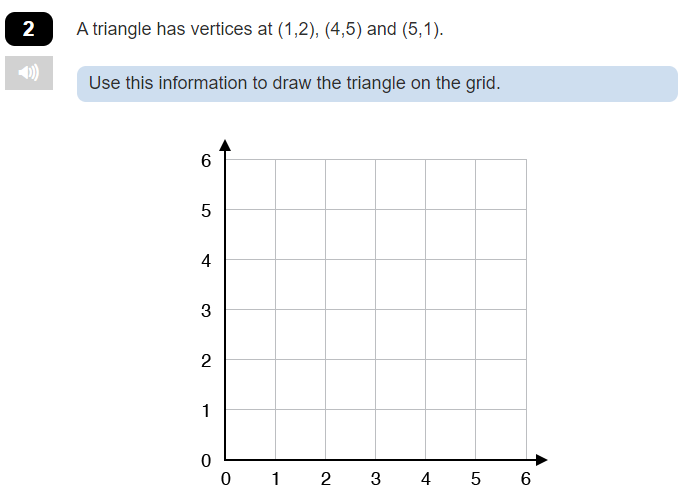 2
A triangle has vertices at (1,2), (4,5) and (5,1).
Use this information to draw the triangle on the grid.
6
5
4
3
2
1
0
0 1 2 3 4 5 6